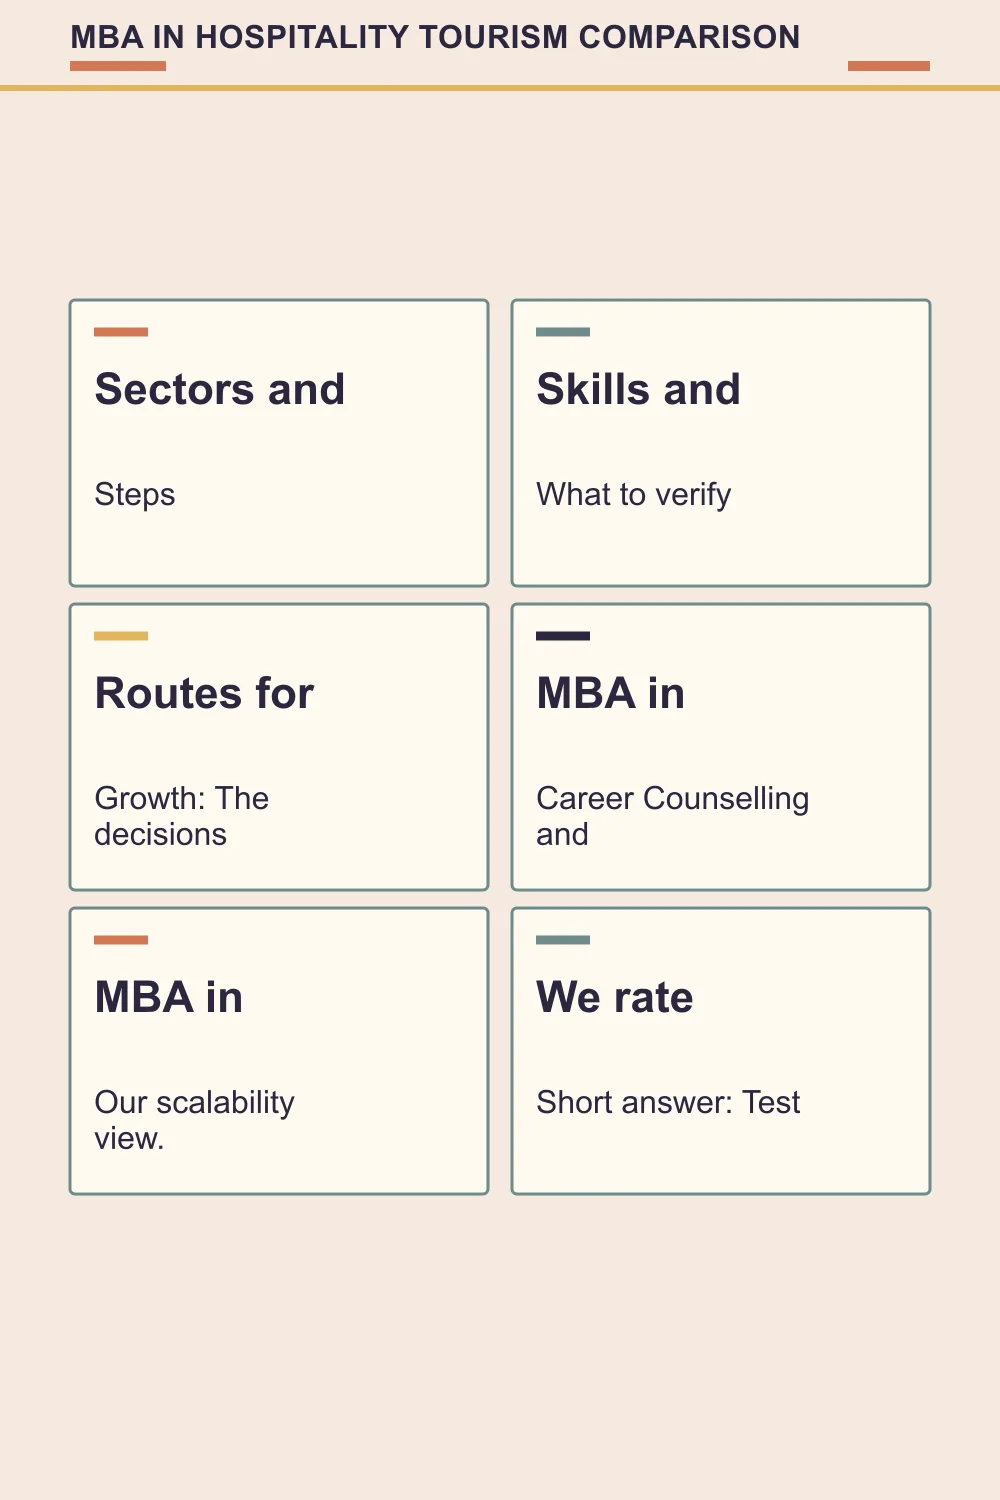 MBA IN HOSPITALITY TOURISM COMPARISON
Sectors and
Steps
Skills and
What to verify
Routes for
Growth: The
decisions
MBA in
Career Counselling
and
MBA in
Our scalability
view.
We rate
Short answer: Test